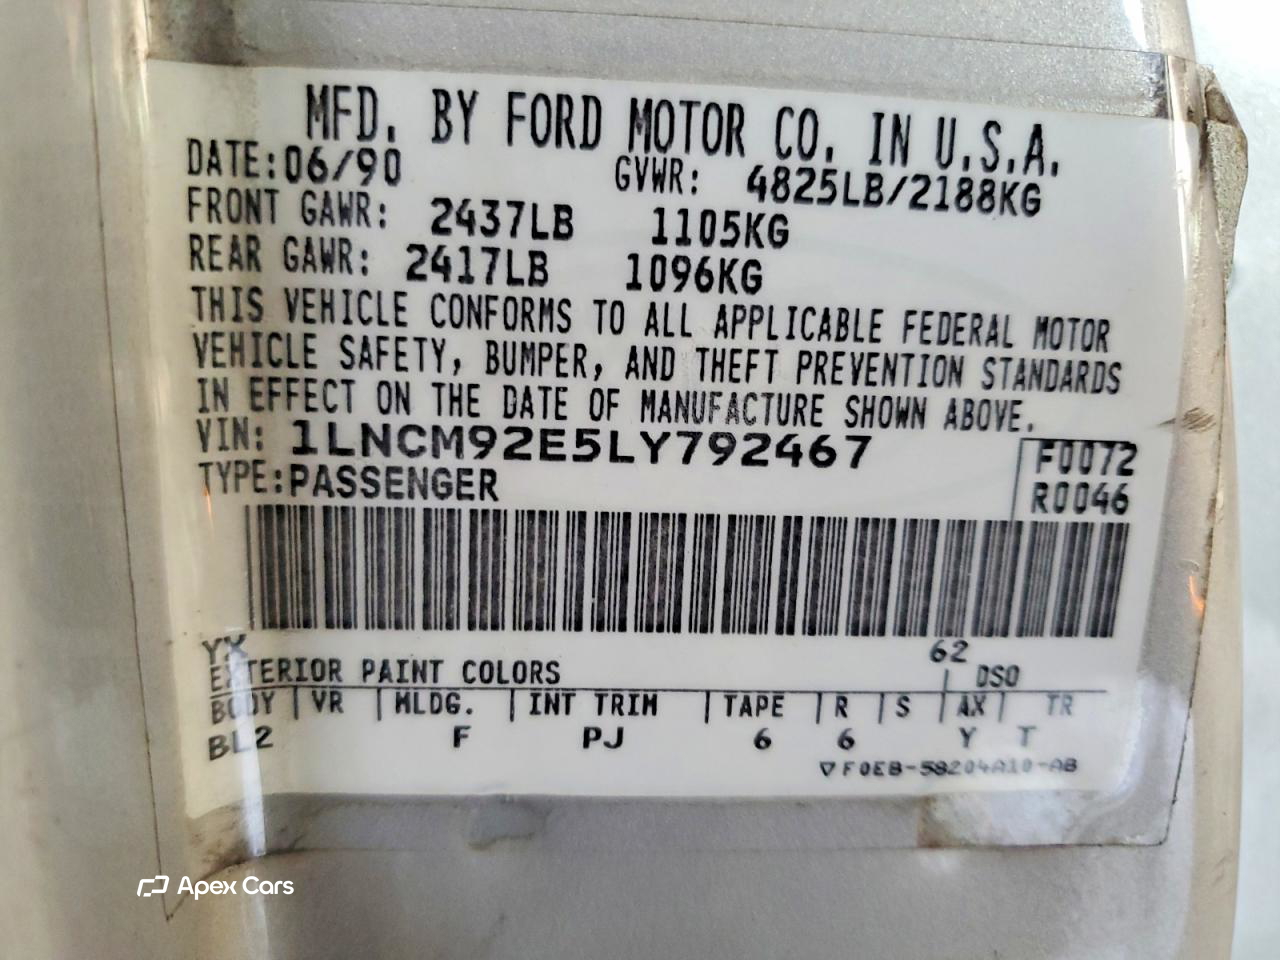 MFD. BY FORD MOTOR CO. IN U.S.A.
DATE: 06/90 GVWR: 4825LB/2188KG
FRONT GAWR: 2437LB 1105KG
REAR GAWR: 2417LB 1096KG
THIS VEHICLE CONFORMS TO ALL APPLICABLE FEDERAL MOTOR
VEHICLE SAFETY, BUMPER, AND THEFT PREVENTION STANDARDS
IN EFFECT ON THE DATE OF MANUFACTURE SHOWN ABOVE.
VIN: 1LNCM92E5LY792467 F0072
TYPE: PASSENGER R0046
YX 62
EXTERIOR PAINT COLORS DSO
BODY | VR | MLDG. | INT TRIM | TAPE | R | S | AX | TR
BL2 F PJ 6 6 Y T
▽F0EB-58204A10-AB
Apex Cars